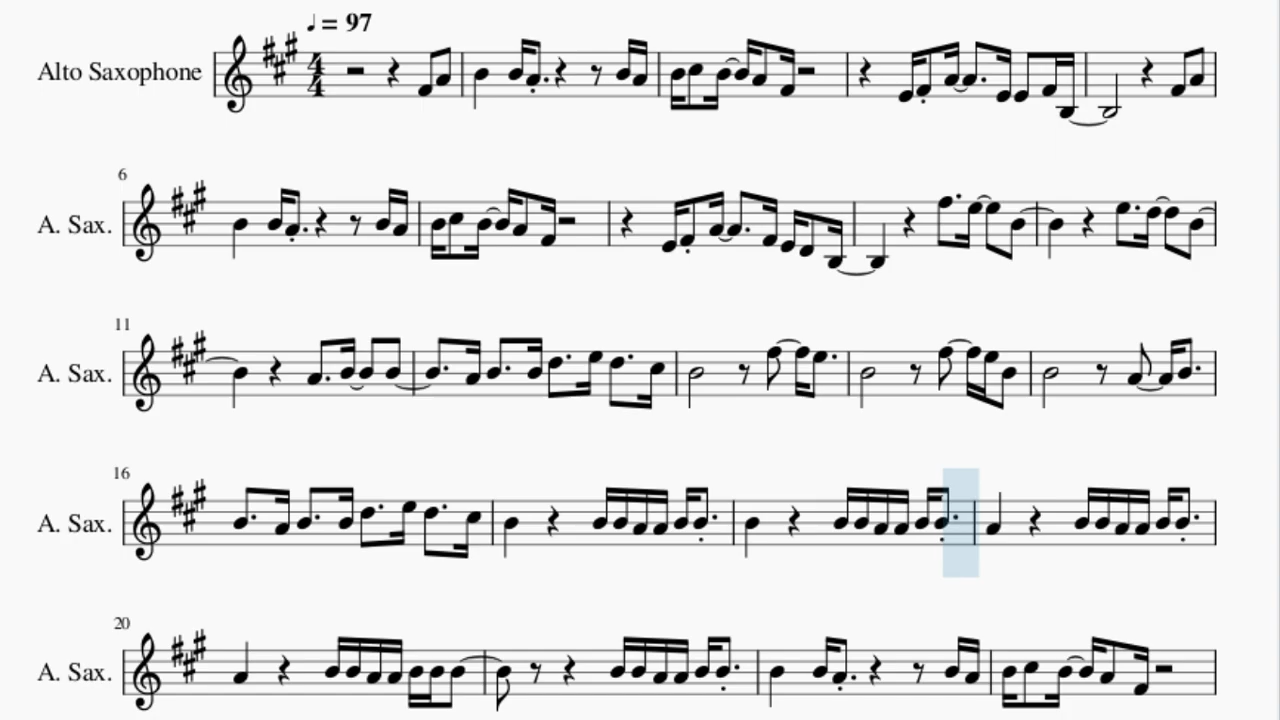 ♩ = 97
Alto Saxophone
4
4
6
A. Sax.
11
A. Sax.
16
A. Sax.
20
A. Sax.